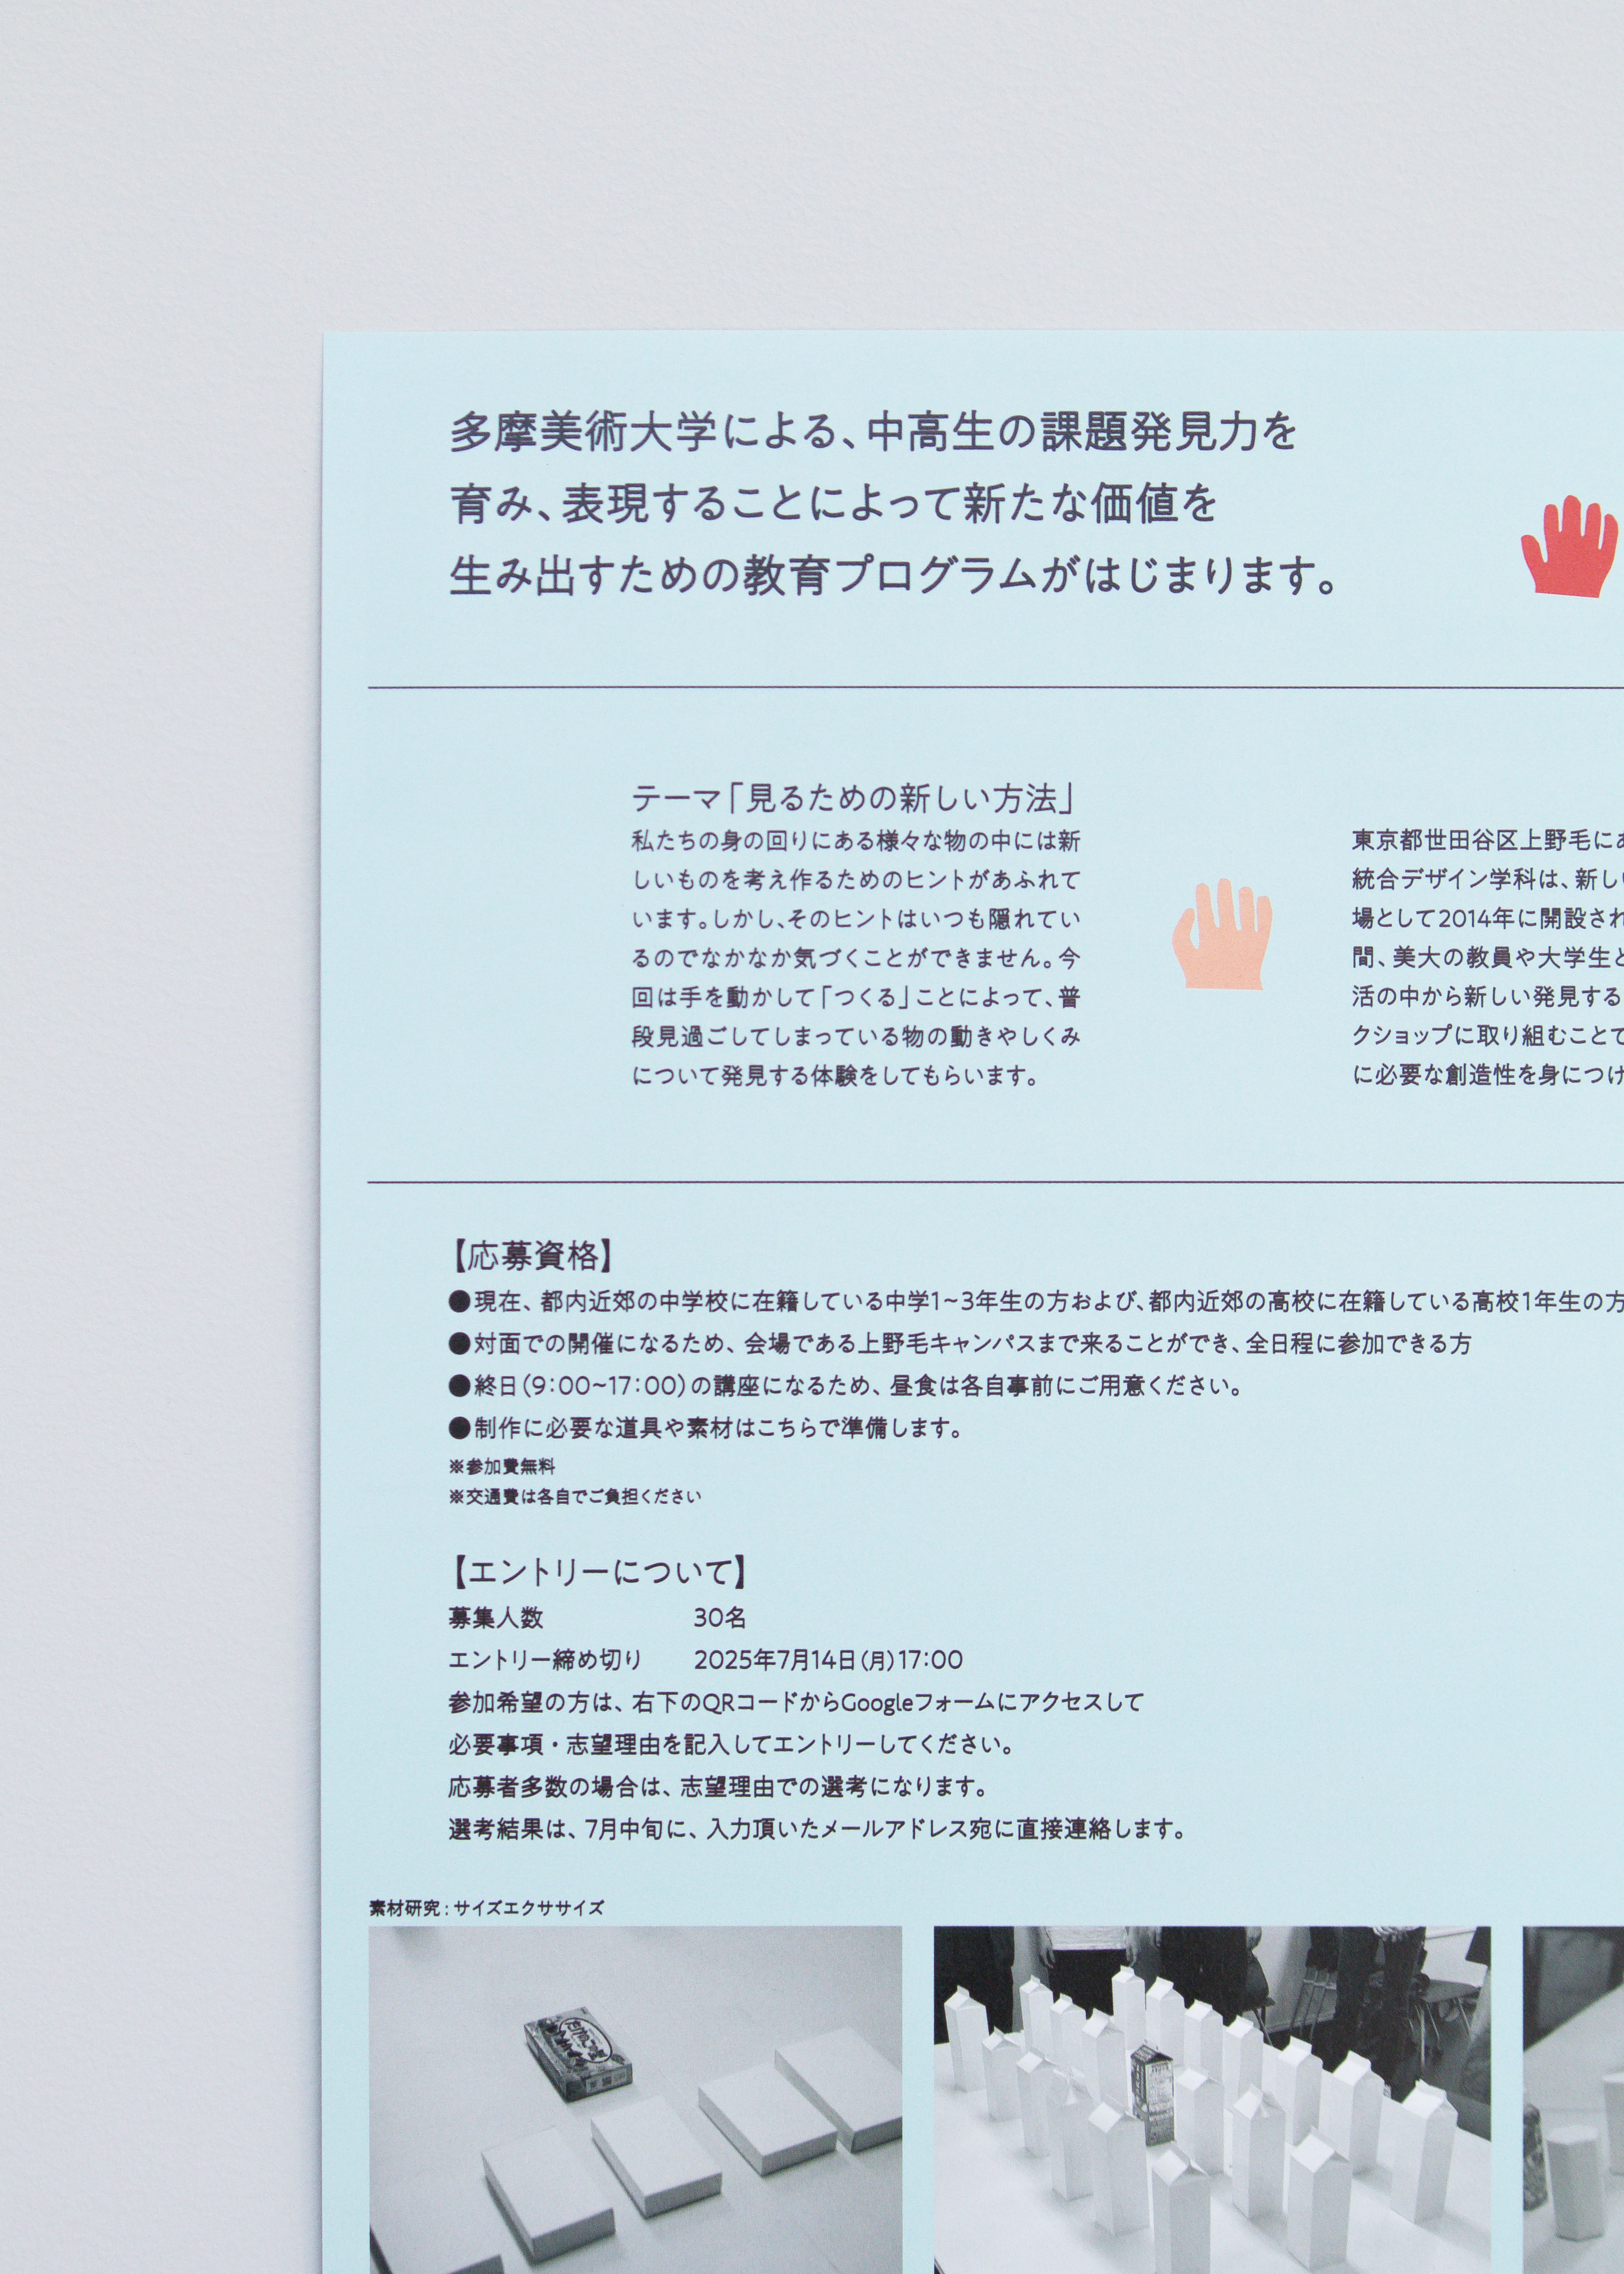 多摩美術大学による、中高生の課題発見力を
育み、表現することによって新たな価値を
生み出すための教育プログラムがはじまります。
テーマ「見るための新しい方法」
私たちの身の回りにある様々な物の中には新
しいものを考え作るためのヒントがあふれて
います。しかし、そのヒントはいつも隠れてい
るのでなかなか気づくことができません。今
回は手を動かして「つくる」ことによって、普
段見過ごしてしまっている物の動きやしくみ
について発見する体験をしてもらいます。
東京都世田谷区上野毛にあ
統合デザイン学科は、新しい
場として2014年に開設され
間、美大の教員や大学生と
活の中から新しい発見する
クショップに取り組むことで
に必要な創造性を身につけ
【応募資格】
●現在、都内近郊の中学校に在籍している中学1~3年生の方および、都内近郊の高校に在籍している高校1年生の方
●対面での開催になるため、会場である上野毛キャンパスまで来ることができ、全日程に参加できる方
●終日(9:00~17:00)の講座になるため、昼食は各自事前にご用意ください。
●制作に必要な道具や素材はこちらで準備します。
※参加費無料
※交通費は各自でご負担ください
【エントリーについて】
募集人数 30名
エントリー締め切り 2025年7月14日(月)17:00
参加希望の方は、右下のQRコードからGoogleフォームにアクセスして
必要事項・志望理由を記入してエントリーしてください。
応募者多数の場合は、志望理由での選考になります。
選考結果は、7月中旬に、入力頂いたメールアドレス宛に直接連絡します。
素材研究:サイズエクササイズ